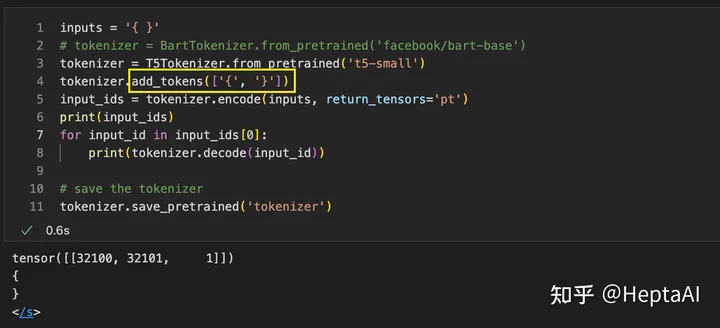 1 inputs = '{ }'
2 # tokenizer = BartTokenizer.from_pretrained('facebook/bart-base')
3 tokenizer = T5Tokenizer.from_pretrained('t5-small')
4 tokenizer.add_tokens(['{', '}'])
5 input_ids = tokenizer.encode(inputs, return_tensors='pt')
6 print(input_ids)
7 for input_id in input_ids[0]:
8     print(tokenizer.decode(input_id))
9
10 # save the tokenizer
11 tokenizer.save_pretrained('tokenizer')
✓ 0.6s
tensor([[32100, 32101,     1]])
{
}
</s>
知乎 @HeptaAI